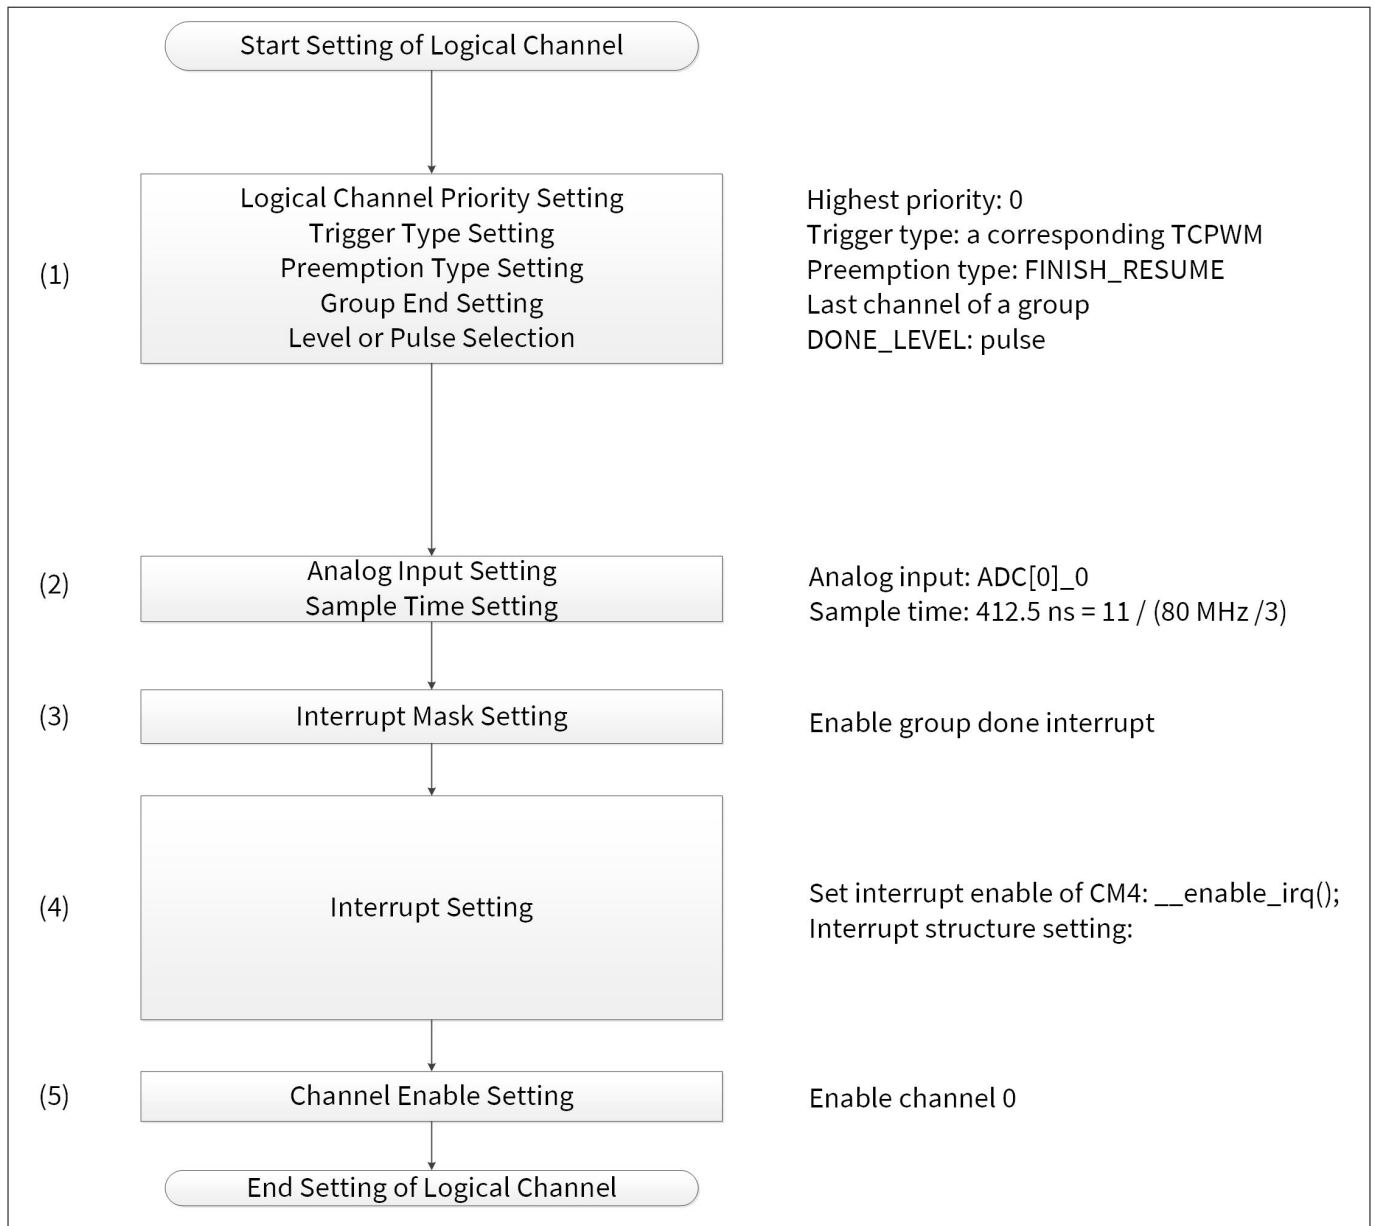 Start Setting of Logical Channel
(1)
Logical Channel Priority Setting
Trigger Type Setting
Preemption Type Setting
Group End Setting
Level or Pulse Selection
Highest priority: 0
Trigger type: a corresponding TCPWM
Preemption type: FINISH_RESUME
Last channel of a group
DONE_LEVEL: pulse
(2)
Analog Input Setting
Sample Time Setting
Analog input: ADC[0]_0
Sample time: 412.5 ns = 11 / (80 MHz /3)
(3)
Interrupt Mask Setting
Enable group done interrupt
(4)
Interrupt Setting
Set interrupt enable of CM4: __enable_irq();
Interrupt structure setting:
(5)
Channel Enable Setting
Enable channel 0
End Setting of Logical Channel